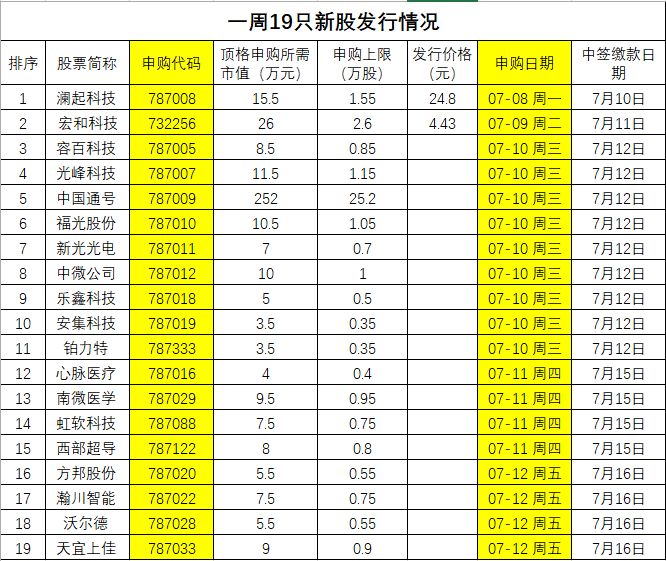 一周19只新股发行情况
排序 股票简称 申购代码 顶格申购所需市值（万元） 申购上限（万股） 发行价格（元） 申购日期 中签缴款日期
1 澜起科技 787008 15.5 1.55 24.8 07-08 周一 7月10日
2 宏和科技 732256 26 2.6 4.43 07-09 周二 7月11日
3 容百科技 787005 8.5 0.85 07-10 周三 7月12日
4 光峰科技 787007 11.5 1.15 07-10 周三 7月12日
5 中国通号 787009 252 25.2 07-10 周三 7月12日
6 福光股份 787010 10.5 1.05 07-10 周三 7月12日
7 新光光电 787011 7 0.7 07-10 周三 7月12日
8 中微公司 787012 10 1 07-10 周三 7月12日
9 乐鑫科技 787018 5 0.5 07-10 周三 7月12日
10 安集科技 787019 3.5 0.35 07-10 周三 7月12日
11 铂力特 787333 3.5 0.35 07-10 周三 7月12日
12 心脉医疗 787016 4 0.4 07-11 周四 7月15日
13 南微医学 787029 9.5 0.95 07-11 周四 7月15日
14 虹软科技 787088 7.5 0.75 07-11 周四 7月15日
15 西部超导 787122 8 0.8 07-11 周四 7月15日
16 方邦股份 787020 5.5 0.55 07-12 周五 7月16日
17 瀚川智能 787022 7.5 0.75 07-12 周五 7月16日
18 沃尔德 787028 5.5 0.55 07-12 周五 7月16日
19 天宜上佳 787033 9 0.9 07-12 周五 7月16日